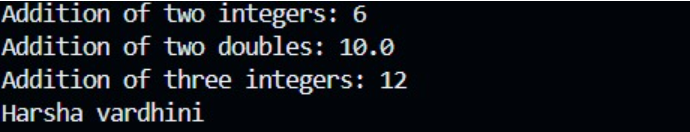 Addition of two integers: 6
Addition of two doubles: 10.0
Addition of three integers: 12
Harsha vardhini